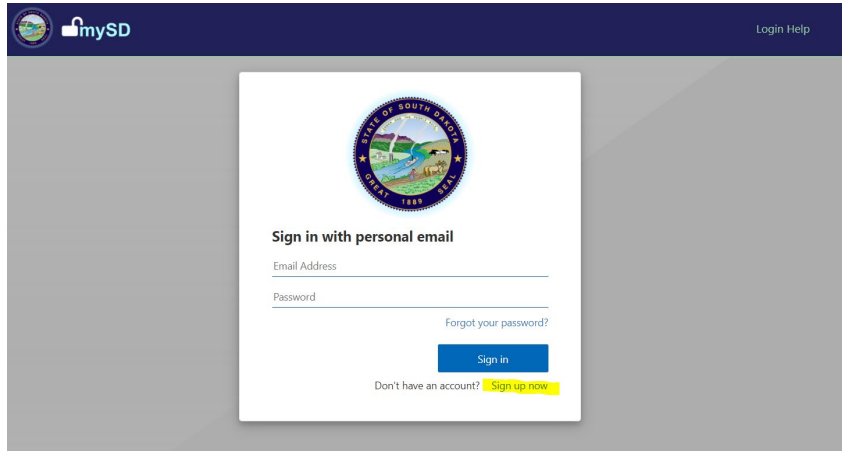 mySD
Login Help
STATE OF SOUTH DAKOTA
GREAT SEAL
1889
Sign in with personal email
Email Address
Password
Forgot your password?
Sign in
Don't have an account? Sign up now